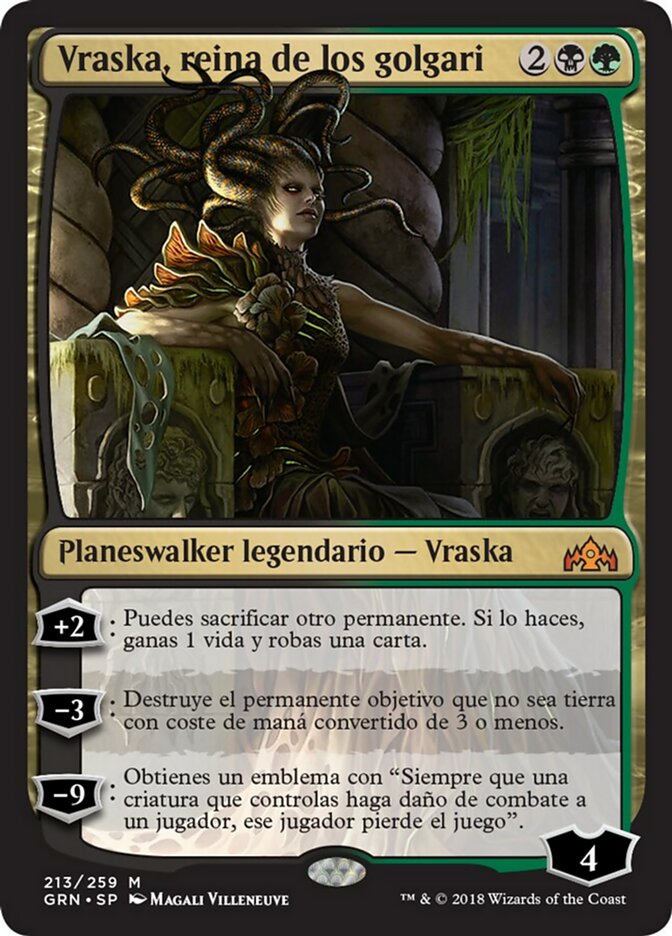 Vraska, reina de los golgari 2
Planeswalker legendario — Vraska
+2 : Puedes sacrificar otro permanente. Si lo haces,
ganas 1 vida y robas una carta.
−3 : Destruye el permanente objetivo que no sea tierra
con coste de maná convertido de 3 o menos.
−9 : Obtienes un emblema con “Siempre que una
criatura que controlas haga daño de combate a
un jugador, ese jugador pierde el juego”.
4
213/259 M
GRN • SP Magali Villeneuve
™ & © 2018 Wizards of the Coast